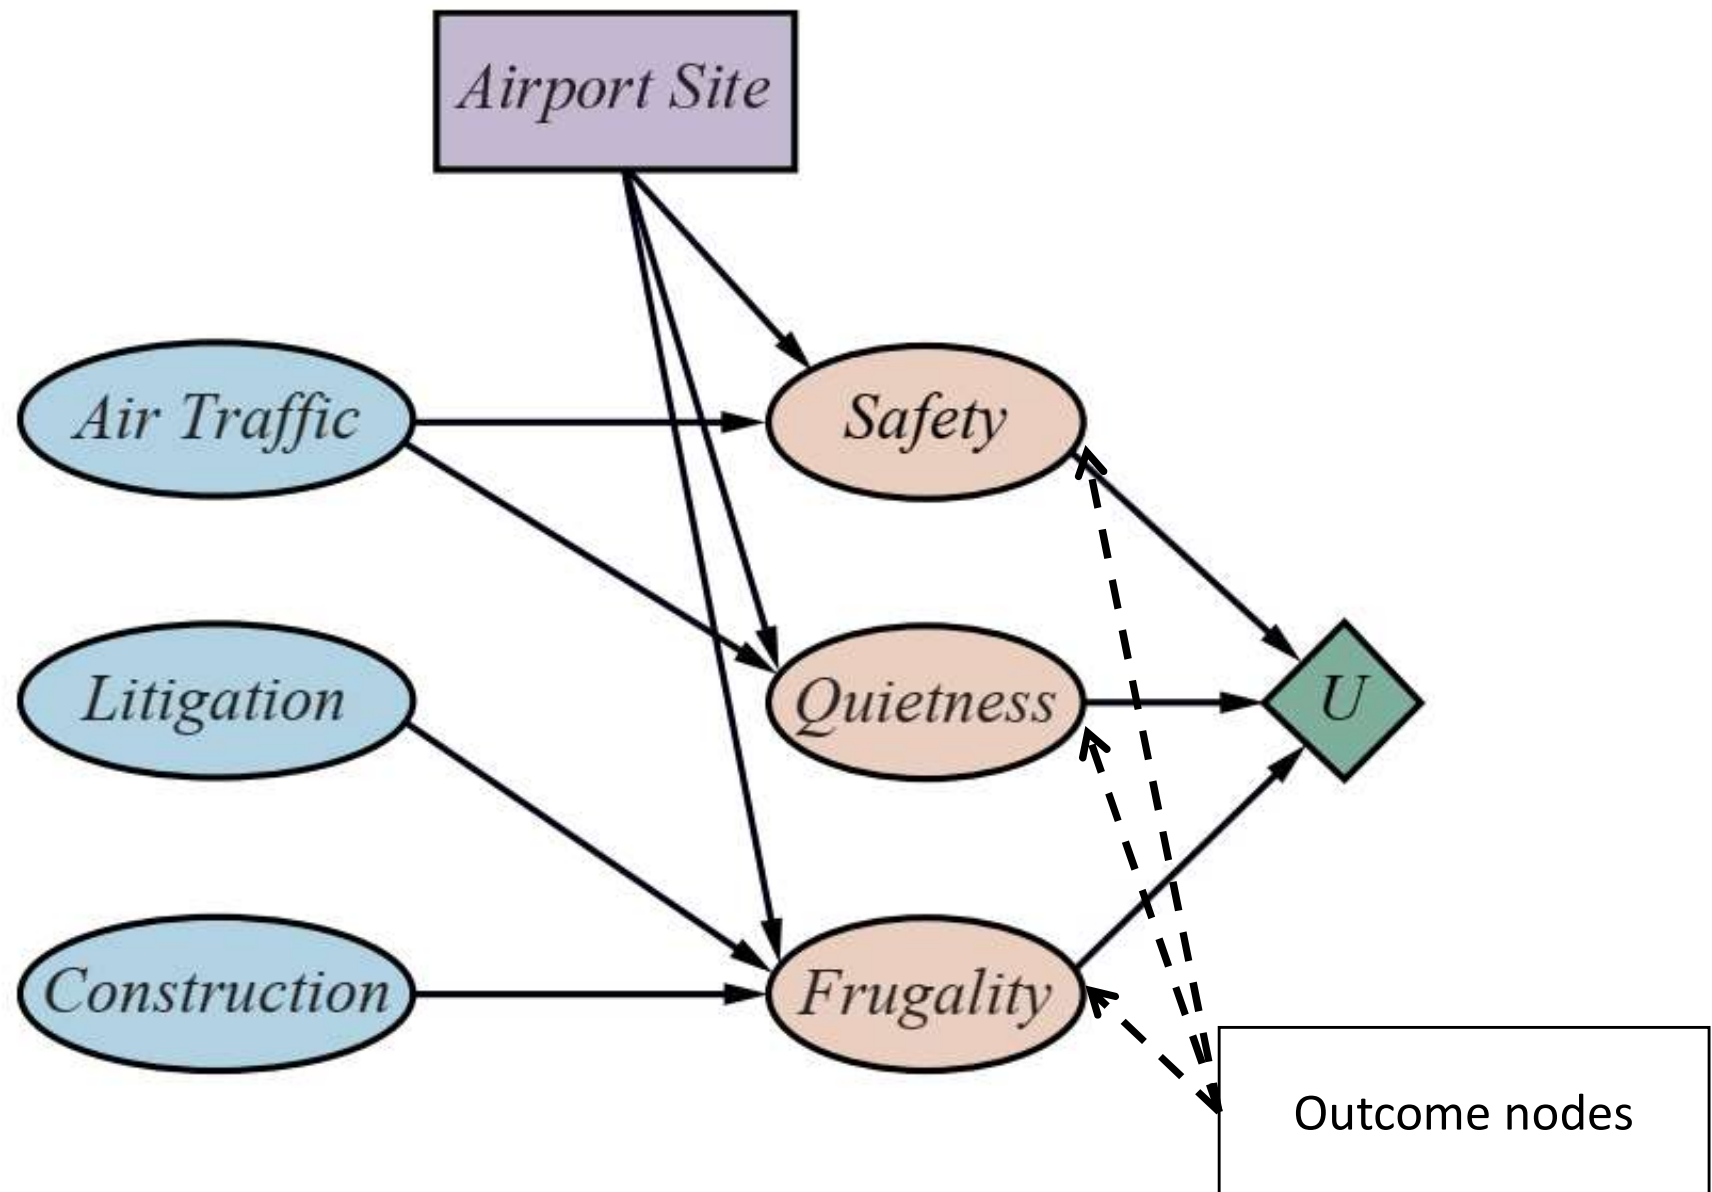 Airport Site
Air Traffic
Safety
Litigation
Quietness
U
Construction
Frugality
Outcome nodes